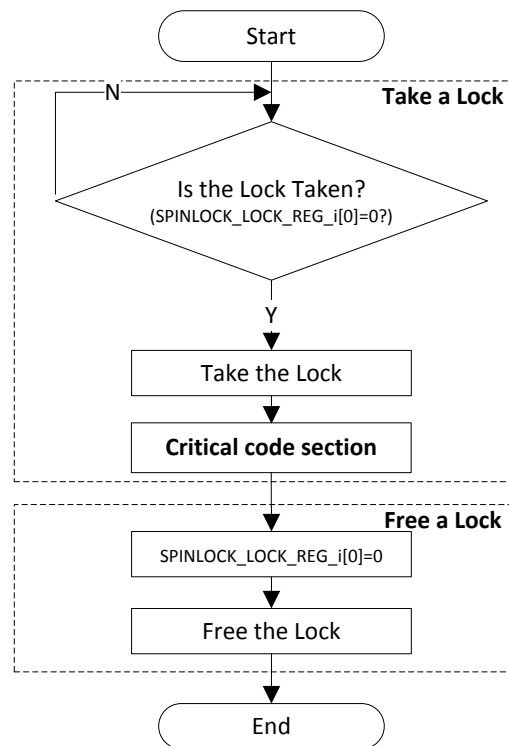 Start
N
Take a Lock
Is the Lock Taken?
(SPINLOCK_LOCK_REG_i[0]=0?)
Y
Take the Lock
Critical code section
Free a Lock
SPINLOCK_LOCK_REG_i[0]=0
Free the Lock
End